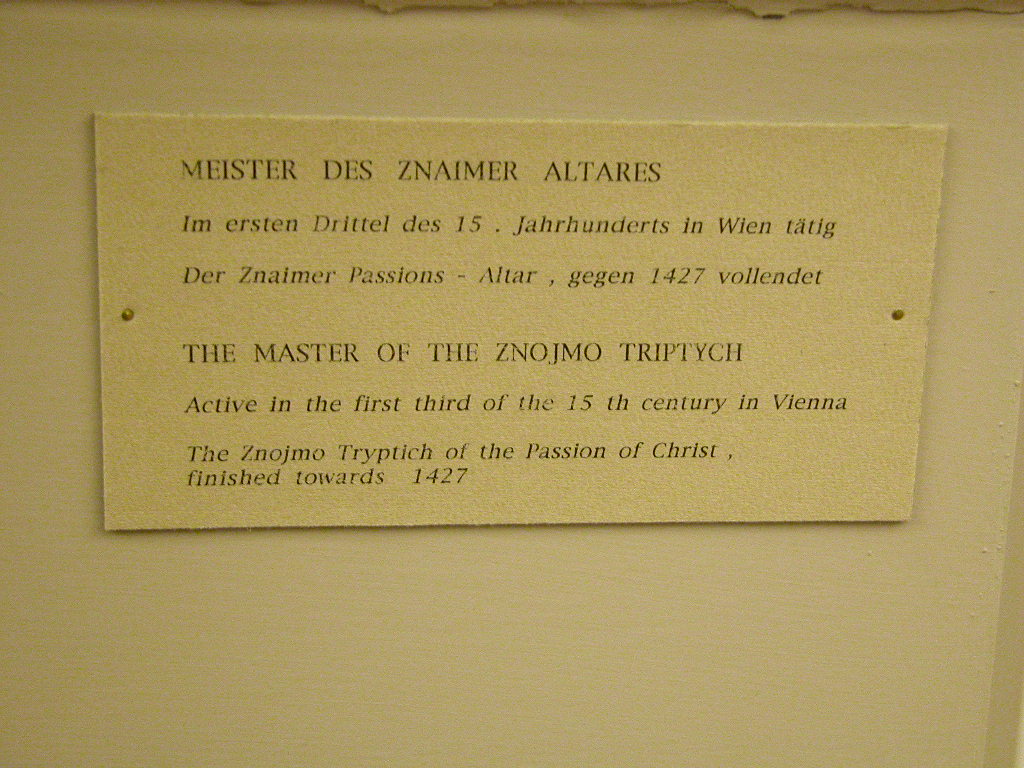 MEISTER DES ZNAIMER ALTARES
Im ersten Drittel des 15 . Jahrhunderts in Wien tätig
Der Znaimer Passions - Altar , gegen 1427 vollendet
THE MASTER OF THE ZNOJMO TRIPTYCH
Active in the first third of the 15 th century in Vienna
The Znojmo Tryptich of the Passion of Christ ,
finished towards 1427